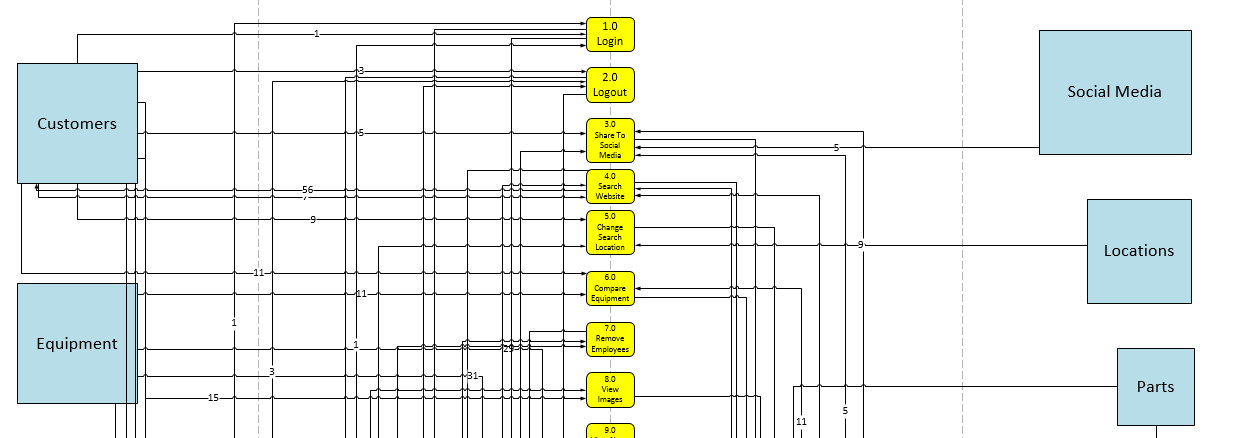 1.0
Login
1
2.0
Logout
3
Social Media
Customers
3.0
Share To
Social
Media
5
5
4.0
Search
Website
56
7
5.0
Change
Search
Location
9
9
Locations
11
6.0
Compare
Equipment
11
Equipment
1
7.0
Remove
Employees
1
29
3
31
8.0
View
Images
Parts
15
5
11
9.0